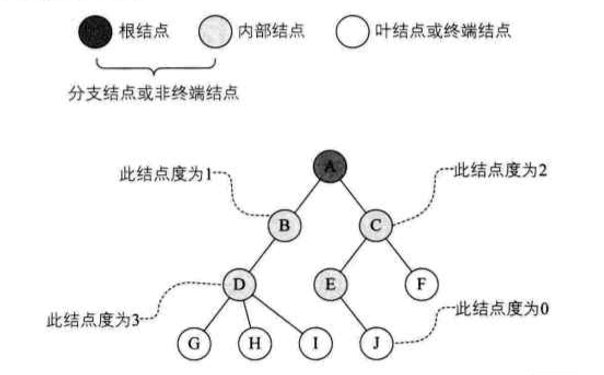 根结点 内部结点 叶结点或终端结点
分支结点或非终端结点
A
此结点度为1 此结点度为2
B C
D E F
此结点度为3 此结点度为0
G H I J